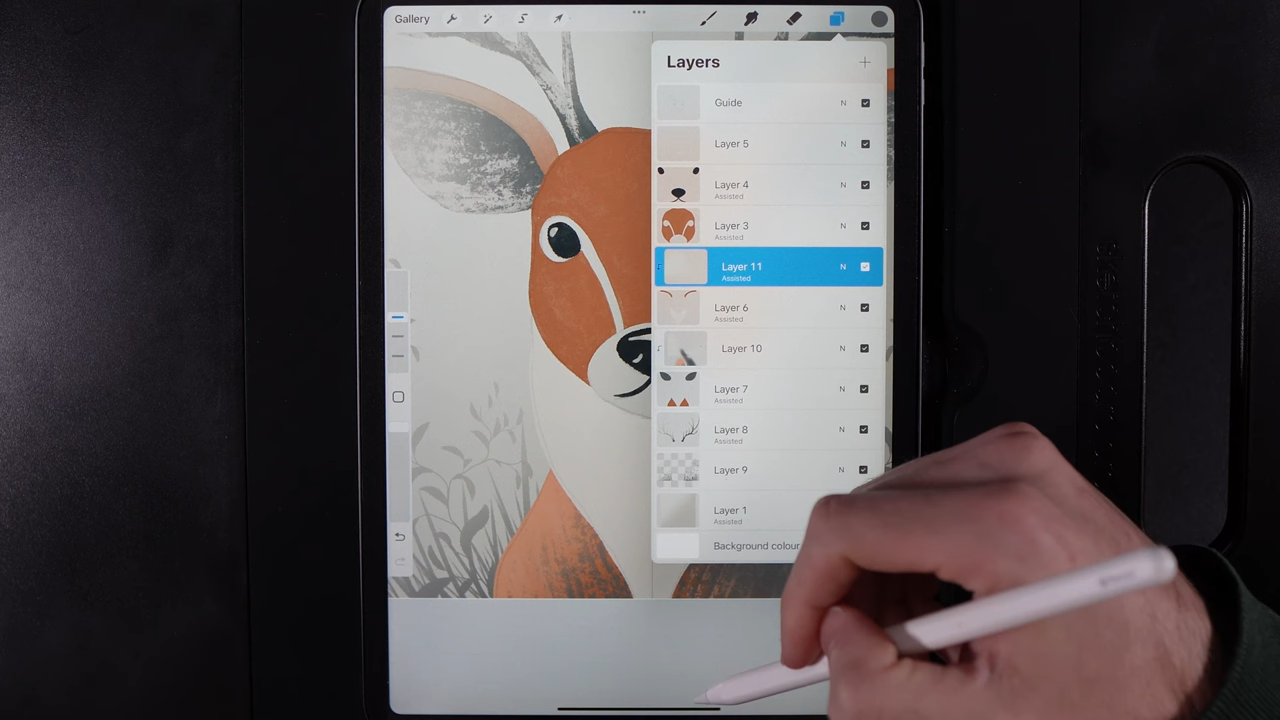 Gallery
Layers
Guide N
Layer 5 N
Layer 4 N
Assisted
Layer 3 N
Assisted
Layer 11 N
Assisted
Layer 6 N
Assisted
Layer 10 N
Layer 7 N
Assisted
Layer 8 N
Assisted
Layer 9 N
Layer 1
Assisted
Background colour